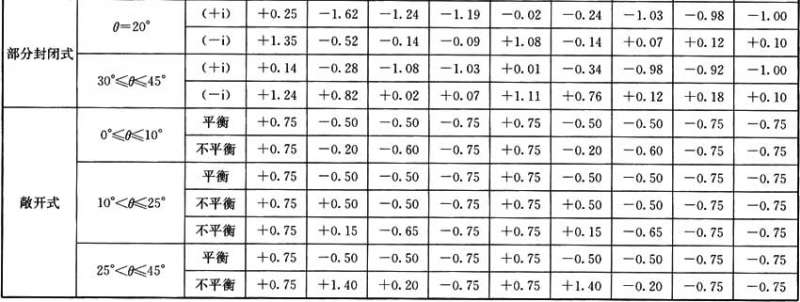 部分封闭式 θ=20° (+i) +0.25 −1.62 −1.24 −1.19 −0.02 −0.24 −1.03 −0.98 −1.00
(−i) +1.35 −0.52 −0.14 −0.09 +1.08 −0.14 +0.07 +0.12 +0.10
30°≤θ≤45° (+i) +0.14 −0.28 −1.08 −1.03 +0.01 −0.34 −0.98 −0.92 −1.00
(−i) +1.24 +0.82 +0.02 +0.07 +1.11 +0.76 +0.12 +0.18 +0.10
敞开式 0°≤θ≤10° 平衡 +0.75 −0.50 −0.50 −0.75 +0.75 −0.50 −0.50 −0.75 −0.75
不平衡 +0.75 −0.20 −0.60 −0.75 +0.75 −0.20 −0.60 −0.75 −0.75
10°<θ≤25° 平衡 +0.75 −0.50 −0.50 −0.75 +0.75 −0.50 −0.50 −0.75 −0.75
不平衡 +0.75 +0.50 −0.50 −0.75 +0.75 +0.50 −0.50 −0.75 −0.75
不平衡 +0.75 +0.15 −0.65 −0.75 +0.75 +0.15 −0.65 −0.75 −0.75
25°<θ≤45° 平衡 +0.75 −0.50 −0.50 −0.75 +0.75 −0.50 −0.50 −0.75 −0.75
不平衡 +0.75 +1.40 +0.20 −0.75 +0.75 +1.40 −0.20 −0.75 −0.75